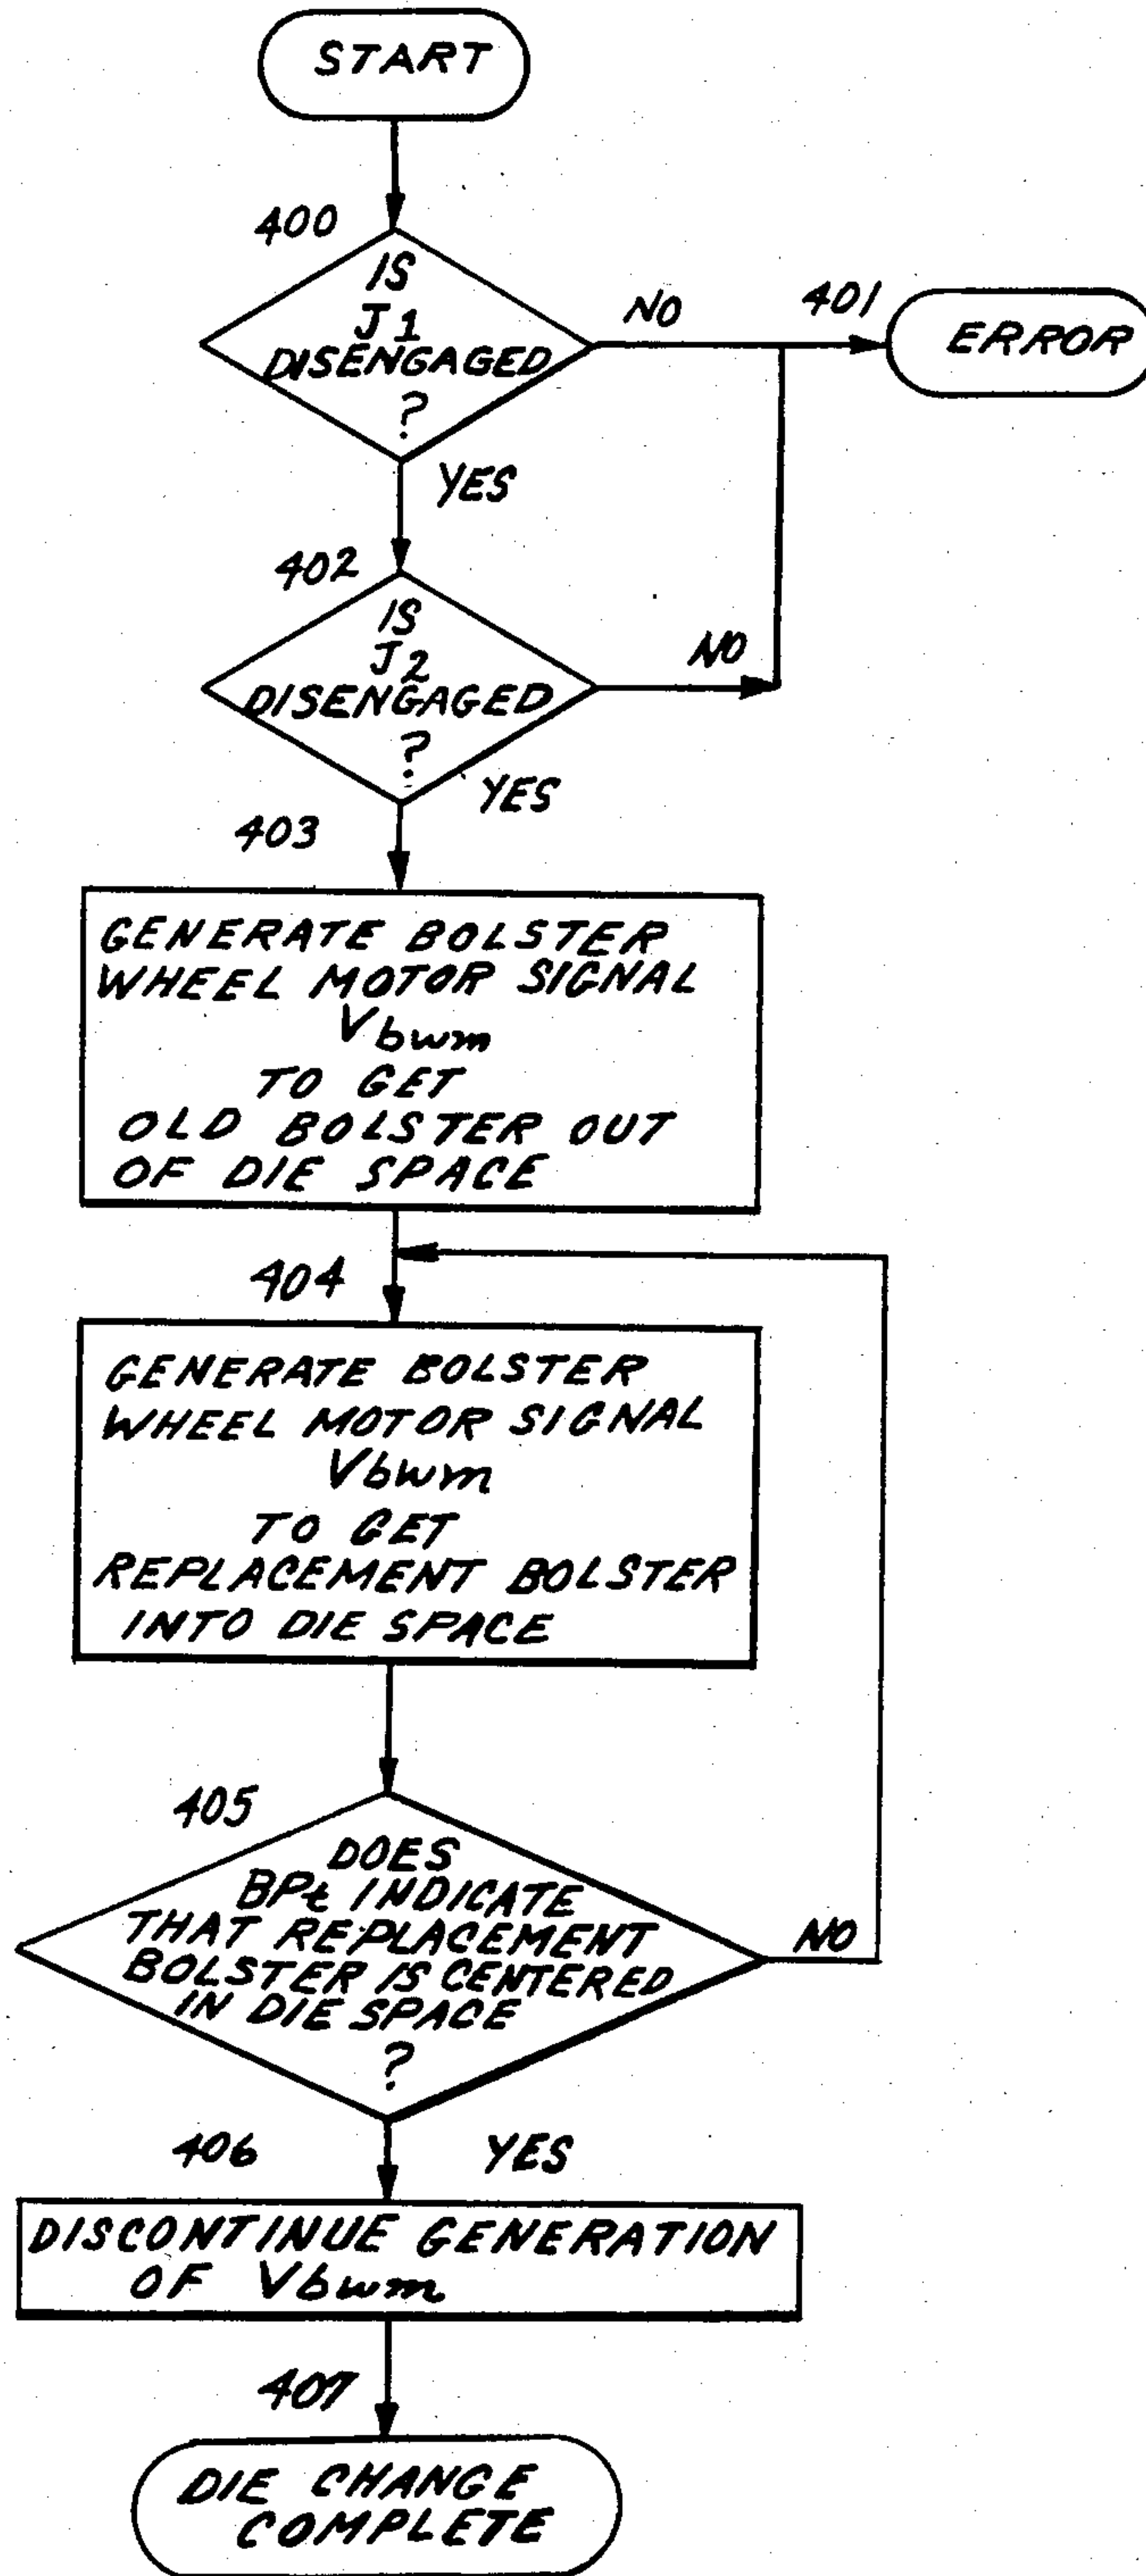 START
400
IS
J1
DISENGAGED
?
NO
401
ERROR
YES
402
IS
J2
DISENGAGED
?
NO
YES
403
GENERATE BOLSTER
WHEEL MOTOR SIGNAL
Vbwm
TO GET
OLD BOLSTER OUT
OF DIE SPACE
404
GENERATE BOLSTER
WHEEL MOTOR SIGNAL
Vbwm
TO GET
REPLACEMENT BOLSTER
INTO DIE SPACE
405
DOES
BPt INDICATE
THAT REPLACEMENT
BOLSTER IS CENTERED
IN DIE SPACE
?
NO
406
YES
DISCONTINUE GENERATION
OF Vbwm
407
DIE CHANGE
COMPLETE